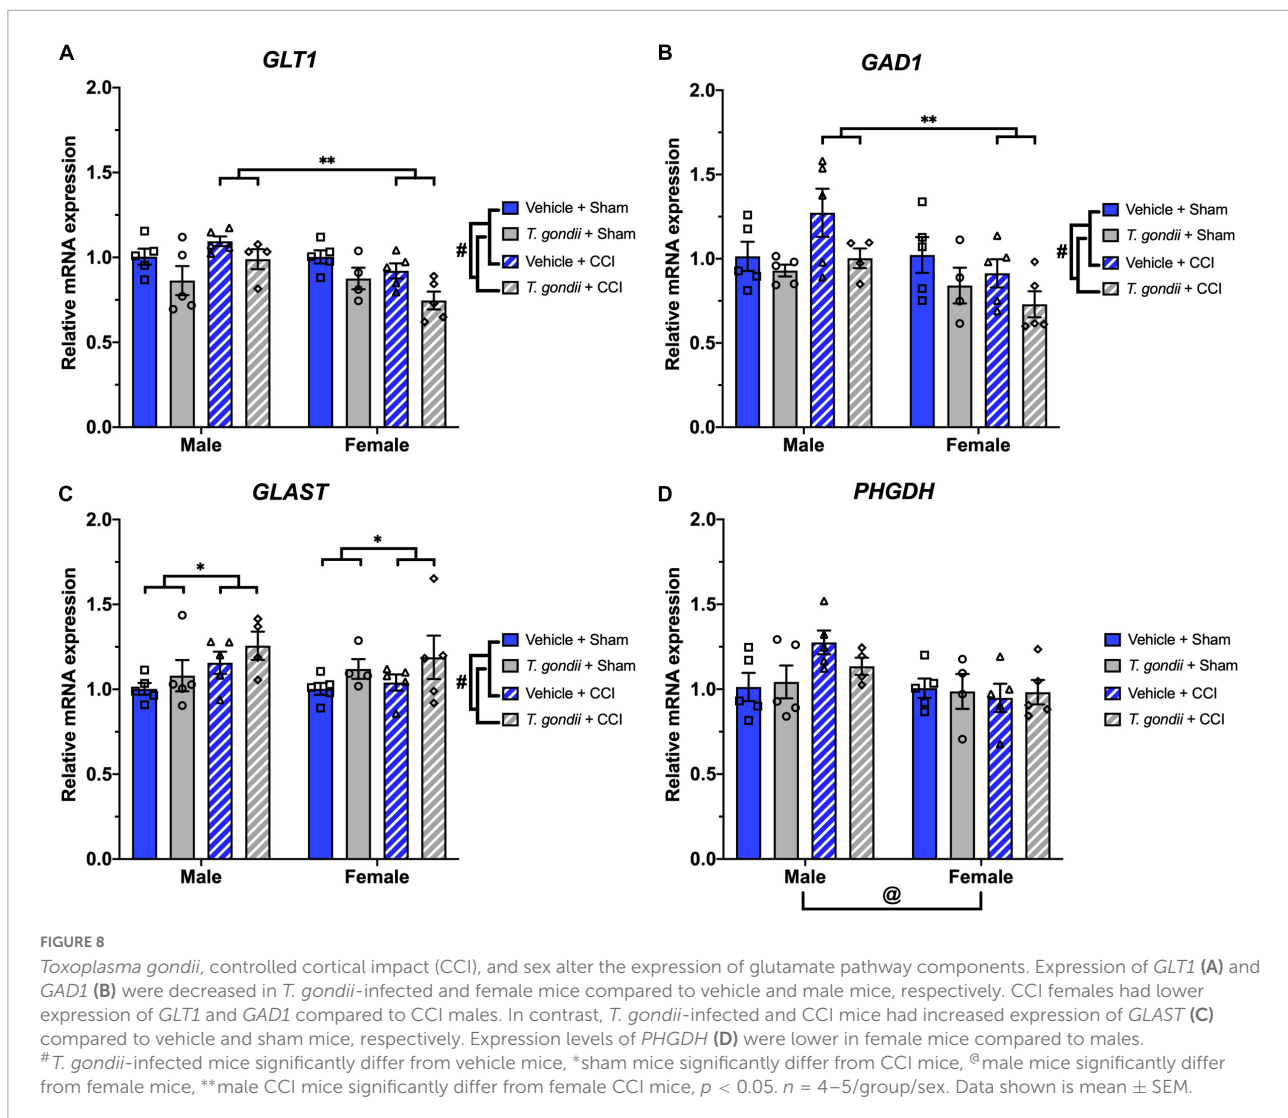 A
GLT1
Relative mRNA expression
2.0
1.5
1.0
0.5
0.0
**
Male
Female
#
Vehicle + Sham
T. gondii + Sham
Vehicle + CCI
T. gondii + CCI
B
GAD1
Relative mRNA expression
2.0
1.5
1.0
0.5
0.0
**
Male
Female
#
Vehicle + Sham
T. gondii + Sham
Vehicle + CCI
T. gondii + CCI
C
GLAST
Relative mRNA expression
2.0
1.5
1.0
0.5
0.0
*
*
Male
Female
#
Vehicle + Sham
T. gondii + Sham
Vehicle + CCI
T. gondii + CCI
D
PHGDH
Relative mRNA expression
2.0
1.5
1.0
0.5
0.0
Male
Female
@
Vehicle + Sham
T. gondii + Sham
Vehicle + CCI
T. gondii + CCI
FIGURE 8
Toxoplasma gondii, controlled cortical impact (CCI), and sex alter the expression of glutamate pathway components. Expression of GLT1 (A) and
GAD1 (B) were decreased in T. gondii-infected and female mice compared to vehicle and male mice, respectively. CCI females had lower
expression of GLT1 and GAD1 compared to CCI males. In contrast, T. gondii-infected and CCI mice had increased expression of GLAST (C)
compared to vehicle and sham mice, respectively. Expression levels of PHGDH (D) were lower in female mice compared to males.
#T. gondii-infected mice significantly differ from vehicle mice, *sham mice significantly differ from CCI mice, @male mice significantly differ
from female mice, **male CCI mice significantly differ from female CCI mice, p < 0.05. n = 4–5/group/sex. Data shown is mean ± SEM.